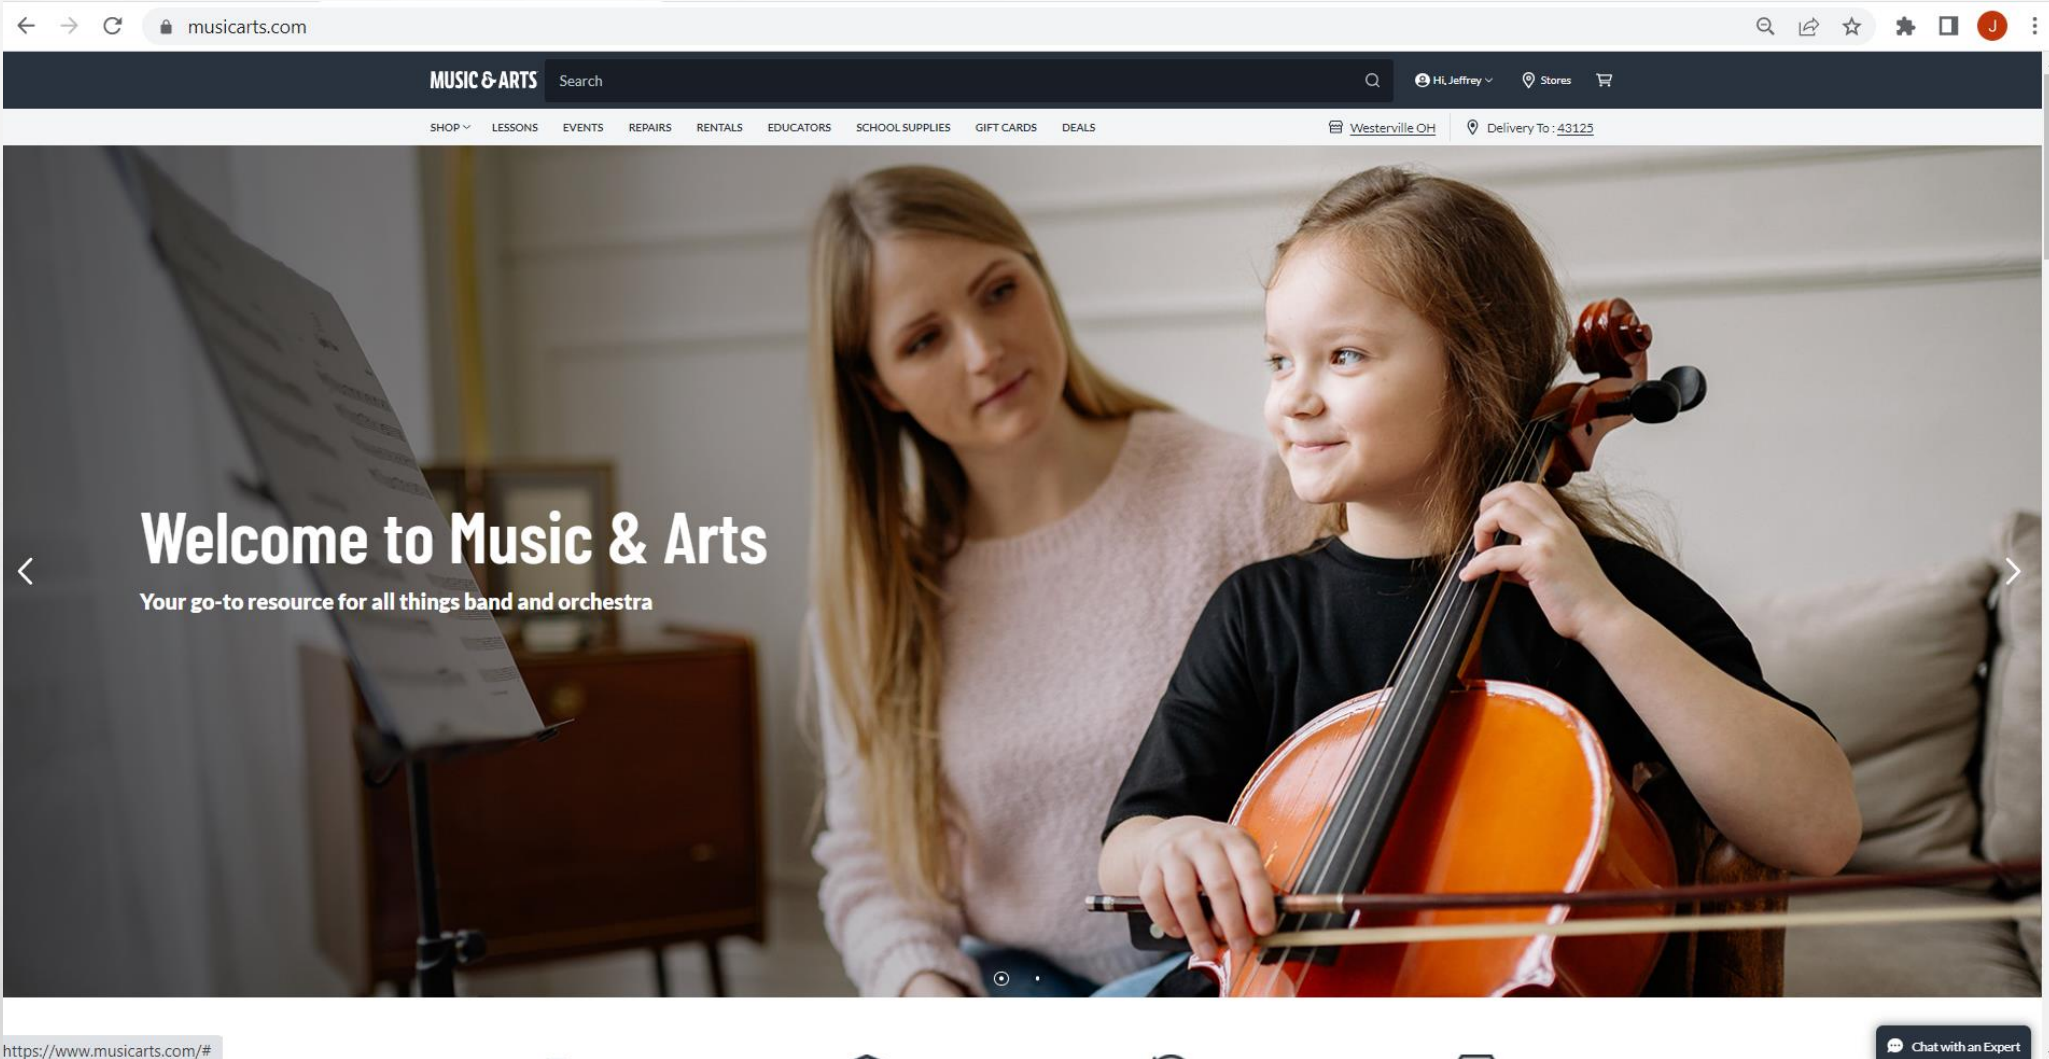 musicarts.com
J
MUSIC & ARTS Search Hi, Jeffrey Stores
SHOP LESSONS EVENTS REPAIRS RENTALS EDUCATORS SCHOOL SUPPLIES GIFT CARDS DEALS Westerville OH Delivery To : 43125
Welcome to Music & Arts
Your go-to resource for all things band and orchestra
https://www.musicarts.com/#
Chat with an Expert